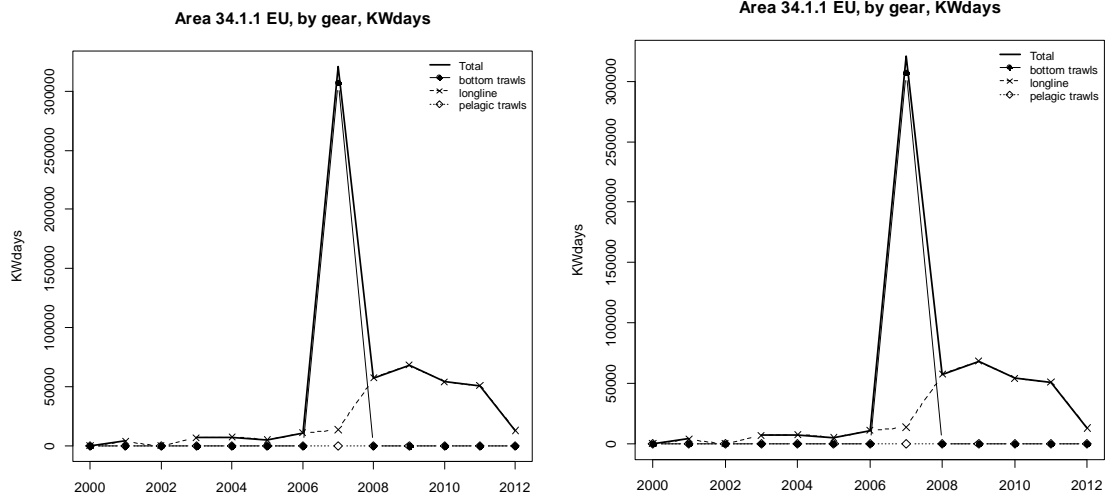 Area 34.1.1 EU, by gear, KWdays
Total
bottom trawls
longline
pelagic trawls
KWdays
300000
250000
200000
150000
100000
50000
0
2000 2002 2004 2006 2008 2010 2012
Area 34.1.1 EU, by gear, KWdays
Total
bottom trawls
longline
pelagic trawls
KWdays
300000
250000
200000
150000
100000
50000
0
2000 2002 2004 2006 2008 2010 2012